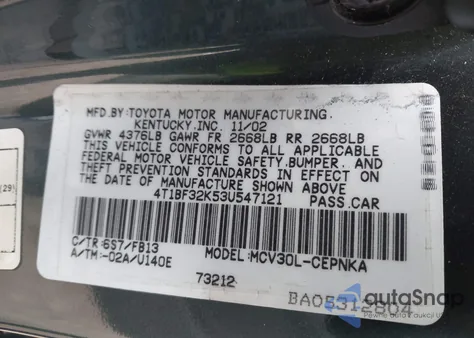 MFD.BY:TOYOTA MOTOR MANUFACTURING.
KENTUCKY.INC. 11/02
GVWR 4376LB GAWR FR 2668LB RR 2668LB
THIS VEHICLE CONFORMS TO ALL APPLICABLE
FEDERAL MOTOR VEHICLE SAFETY.BUMPER. AND
THEFT PREVENTION STANDARDS IN EFFECT ON
THE DATE OF MANUFACTURE SHOWN ABOVE.
4T1BF32K53U547121 PASS.CAR
C/TR:6S7/FB13 MODEL:MCV30L-CEPNKA
A/TM:-02A/U140E
73212
BA05312804
(29)
autoSnap